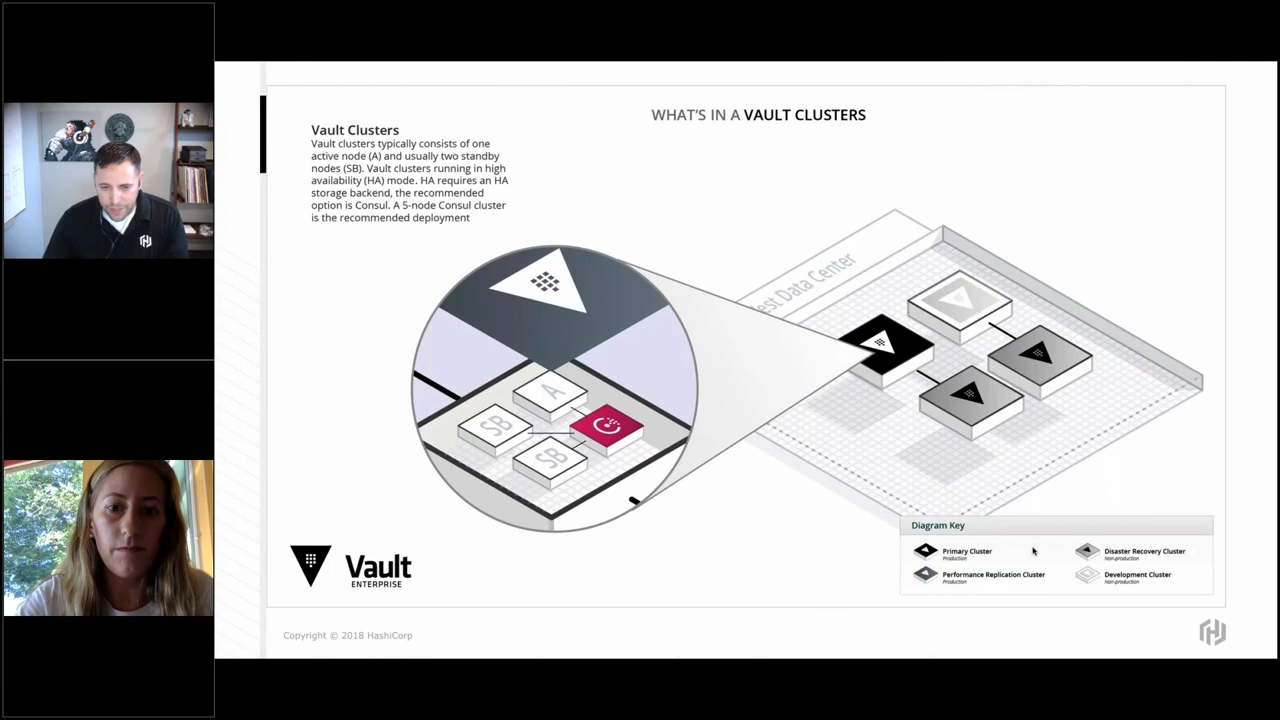 WHAT'S IN A VAULT CLUSTERS
Vault Clusters
Vault clusters typically consists of one
active node (A) and usually two standby
nodes (SB). Vault clusters running in high
availability (HA) mode. HA requires an HA
storage backend, the recommended
option is Consul. A 5-node Consul cluster
is the recommended deployment
Data Center
A
SB
SB
Diagram Key
Primary Cluster
Production
Disaster Recovery Cluster
Non-production
Performance Replication Cluster
Production
Development Cluster
Non-production
Vault
ENTERPRISE
Copyright © 2018 HashiCorp